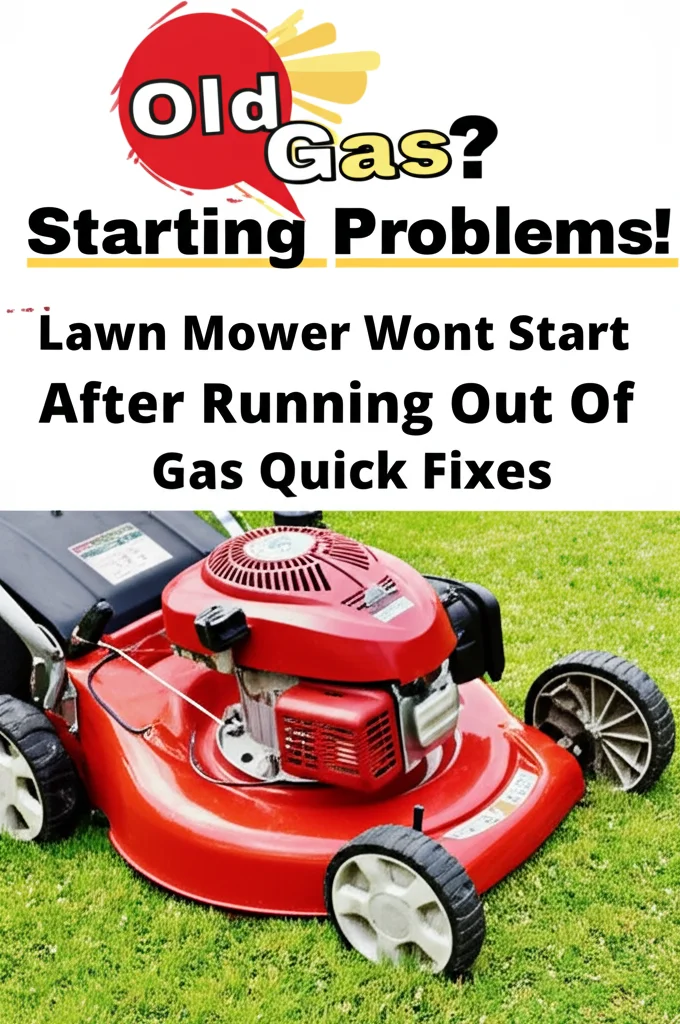 Old
Gas?
Starting Problems!
Lawn Mower Wont Start
After Running Out Of
Gas Quick Fixes